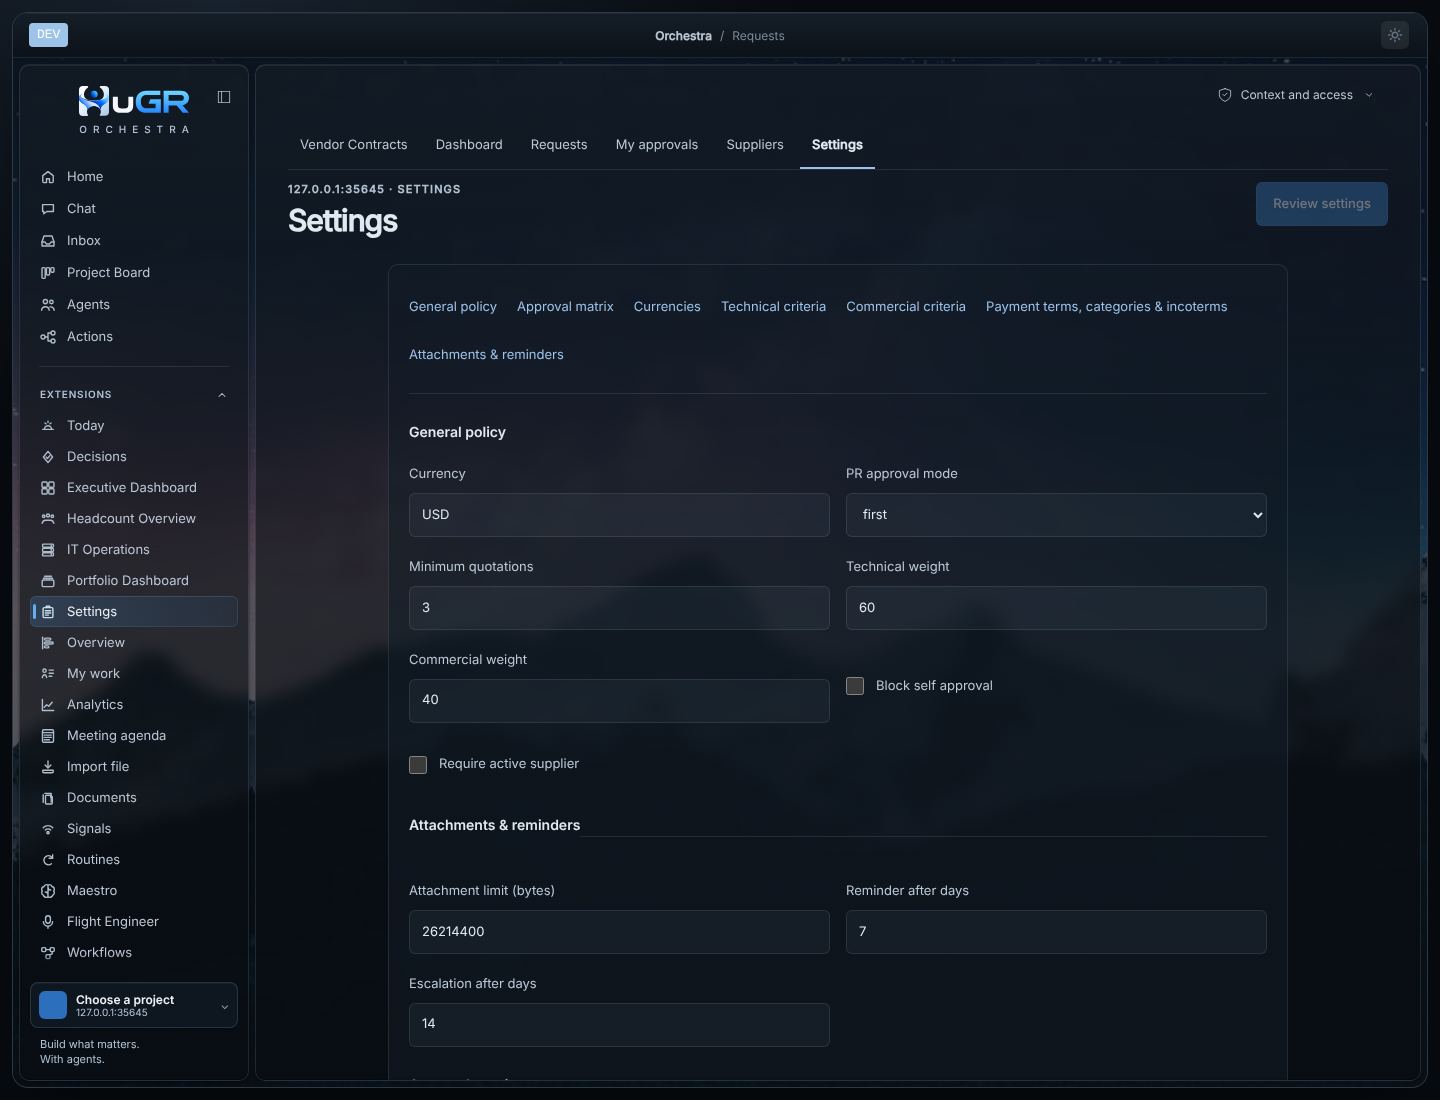 DEV
Orchestra / Requests
HuGR
ORCHESTRA
Context and access
Home
Chat
Inbox
Project Board
Agents
Actions
EXTENSIONS
Today
Decisions
Executive Dashboard
Headcount Overview
IT Operations
Portfolio Dashboard
Settings
Overview
My work
Analytics
Meeting agenda
Import file
Documents
Signals
Routines
Maestro
Flight Engineer
Workflows
Choose a project
127.0.0.1:35645
Build what matters.
With agents.
Vendor Contracts Dashboard Requests My approvals Suppliers Settings
127.0.0.1:35645 · SETTINGS
Settings
Review settings
General policy Approval matrix Currencies Technical criteria Commercial criteria Payment terms, categories & incoterms
Attachments & reminders
General policy
Currency PR approval mode
USD first
Minimum quotations Technical weight
3 60
Commercial weight
40 Block self approval
Require active supplier
Attachments & reminders
Attachment limit (bytes) Reminder after days
26214400 7
Escalation after days
14